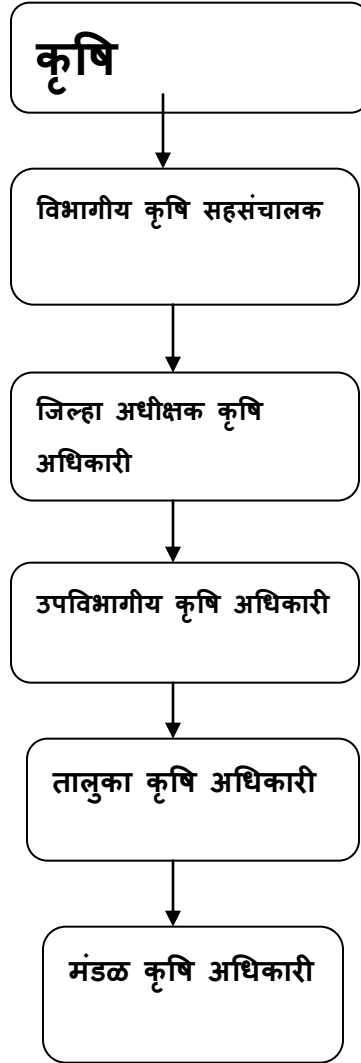 कृषि
विभागीय कृषि सहसंचालक
जिल्हा अधीक्षक कृषि
अधिकारी
उपविभागीय कृषि अधिकारी
तालुका कृषि अधिकारी
मंडळ कृषि अधिकारी